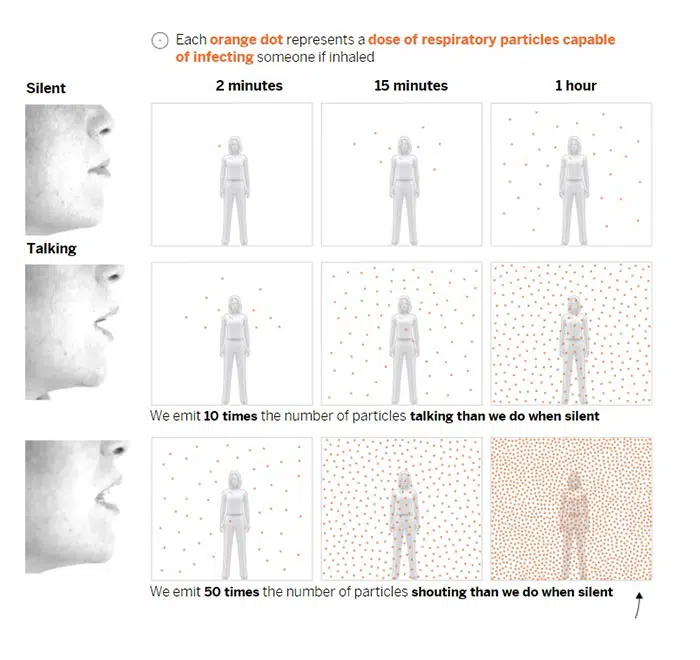 Each orange dot represents a dose of respiratory particles capable
of infecting someone if inhaled
Silent
2 minutes
15 minutes
1 hour
Talking
We emit 10 times the number of particles talking than we do when silent
We emit 50 times the number of particles shouting than we do when silent